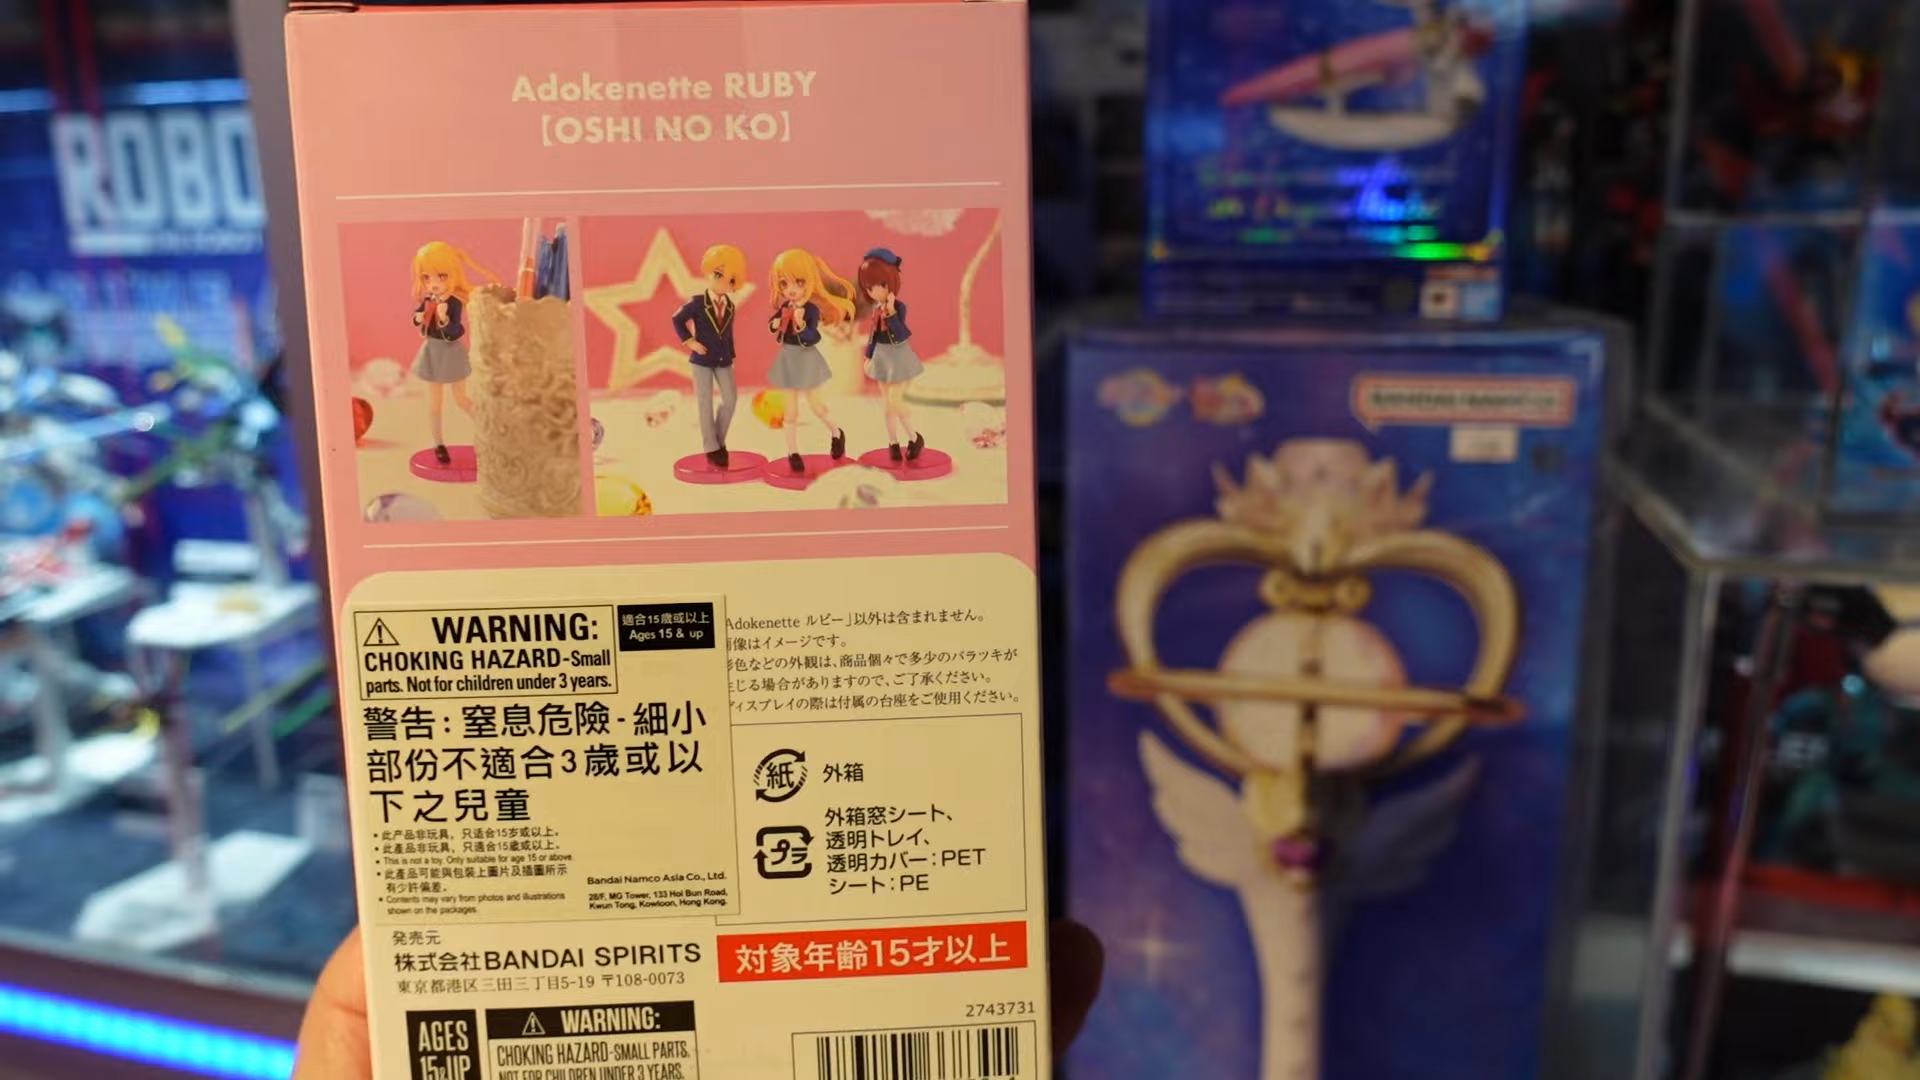 Adokenette RUBY
【OSHI NO KO】
WARNING:
CHOKING HAZARD-Small
parts. Not for children under 3 years.
適合15歲或以上
Ages 15 & up
警告:窒息危險-細小
部份不適合3歲或以
下之兒童
•此产品非玩具，只适合15岁或以上。
•此產品非玩具，只適合15歲或以上。
•This is not a toy. Only suitable for age 15 or above.
•此產品可能與包裝上圖片及插圖所示
有少許偏差。
•Contents may vary from photos and illustrations
shown on the packages.
Bandai Namco Asia Co., Ltd.
28/F, MG Tower, 133 Hoi Bun Road,
Kwun Tong, Kowloon, Hong Kong.
Adokenette ルビー」以外は含まれません。
像はイメージです。
色などの外観は、商品個々で多少のバラツキが
じる場合がありますので、ご了承ください。
ディスプレイの際は付属の台座をご使用ください。
紙 外箱
プラ
外箱窓シート、
透明トレイ、
透明カバー:PET
シート:PE
発売元
株式会社BANDAI SPIRITS
東京都港区三田三丁目5-19 〒108-0073
対象年齢15才以上
2743731
AGES
15&UP
WARNING:
CHOKING HAZARD-SMALL PARTS.
NOT FOR CHILDREN UNDER 3 YEARS.
ROBO